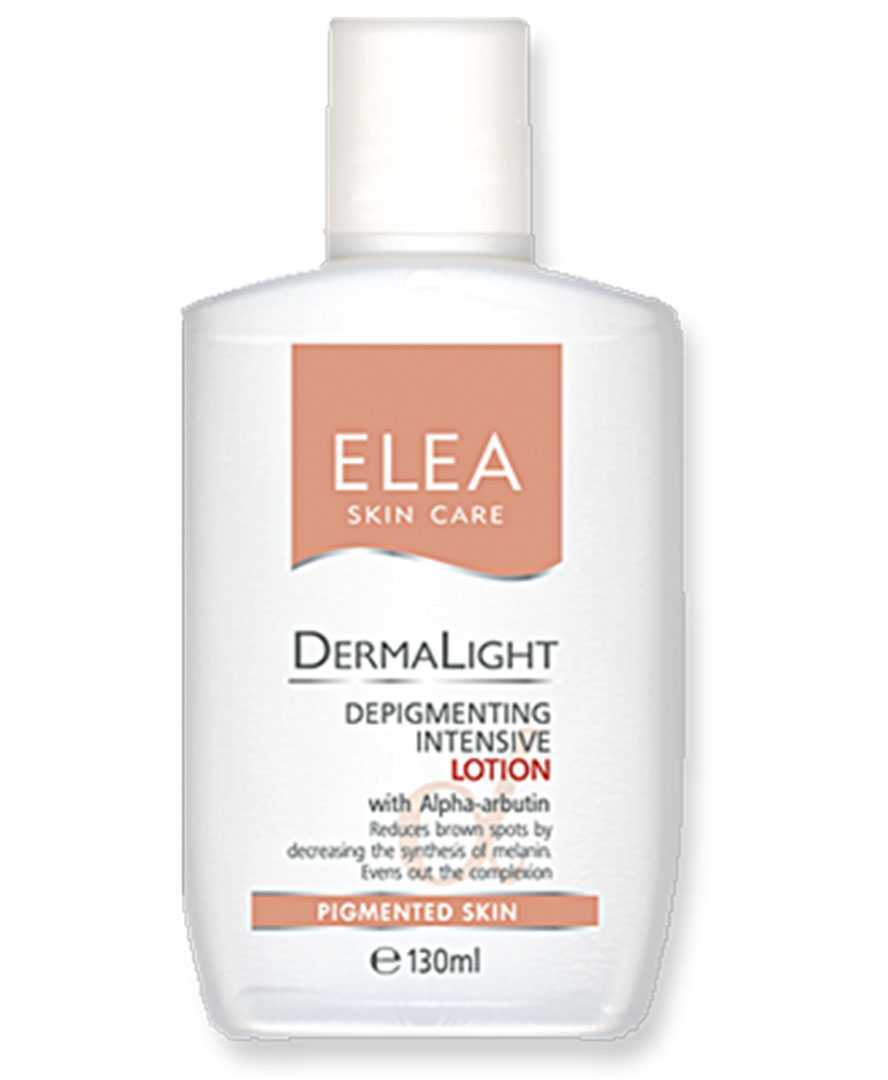 ELEA
SKIN CARE
DERMALIGHT
DEPIGMENTING
INTENSIVE
LOTION
with Alpha-arbutin
Reduces brown spots by
decreasing the synthesis of melanin.
Evens out the complexion
PIGMENTED SKIN
℮130ml